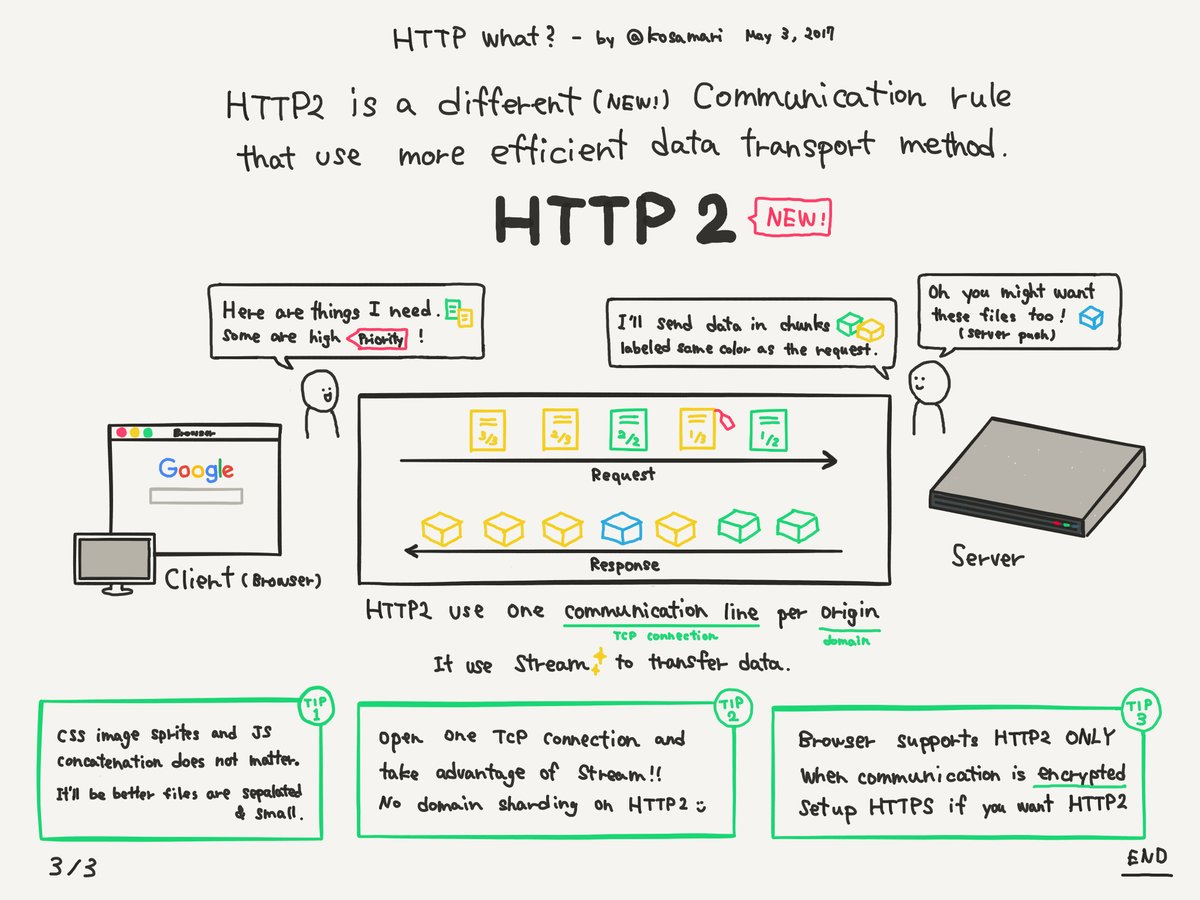 HTTP what? - by @kosamari May 3, 2017
HTTP2 is a different (NEW!) Communication rule
that use more efficient data transport method.
HTTP 2
NEW!
Here are things I need.
Some are high Priority !
I'll send data in chunks
labeled same color as the request.
Oh you might want
these files too!
(server push)
Browser
Google
Client (Browser)
3/3
2/3
2/2
1/3
1/2
Request
Response
Server
HTTP2 use one communication line per origin
TCP connection
domain
It use Stream to transfer data.
TIP
1
CSS image sprites and JS
concatenation does not matter.
It'll be better files are sepalated
& small.
TIP
2
Open one TCP connection and
take advantage of Stream!!
No domain sharding on HTTP2
TIP
3
Browser supports HTTP2 ONLY
when communication is encrypted
Setup HTTPS if you want HTTP2
3/3
END